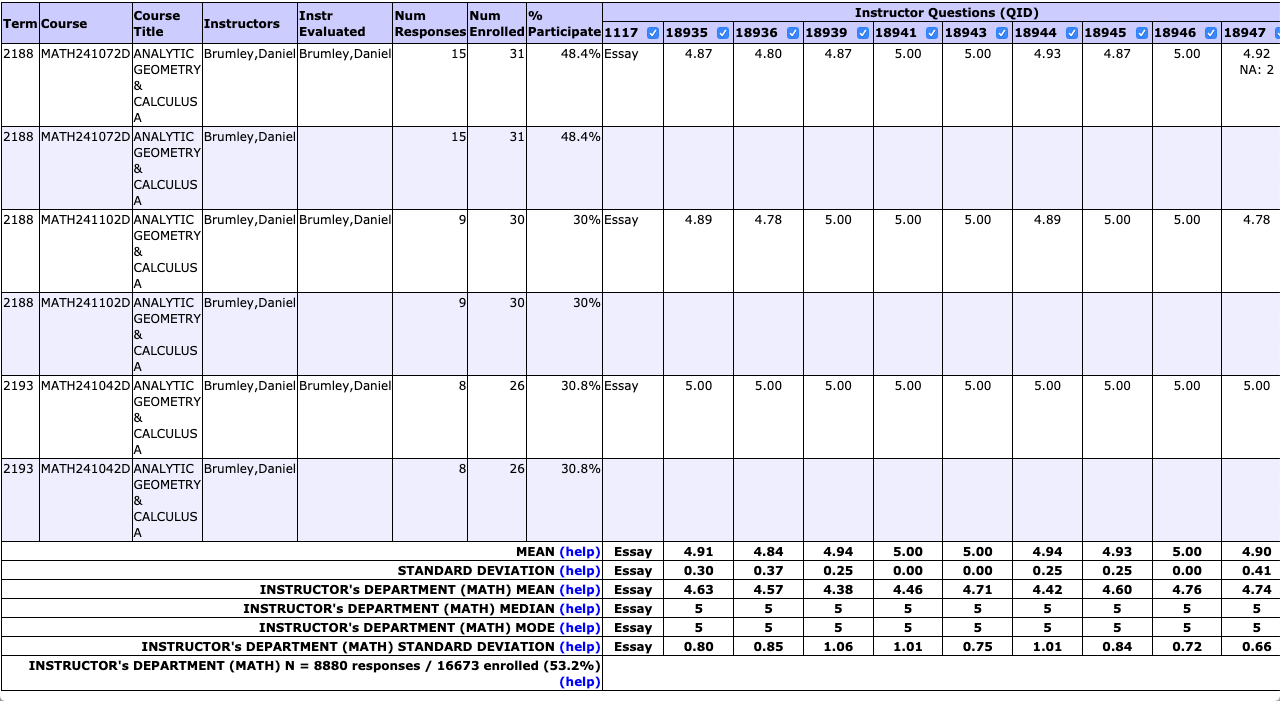 Term Course Course Title Instructors Instr Evaluated Num Responses Num Enrolled % Participate Instructor Questions (QID)
1117 18935 18936 18939 18941 18943 18944 18945 18946 18947
2188 MATH241072D ANALYTIC GEOMETRY & CALCULUS A Brumley,Daniel Brumley,Daniel 15 31 48.4% Essay 4.87 4.80 4.87 5.00 5.00 4.93 4.87 5.00 4.92 NA: 2
2188 MATH241072D ANALYTIC GEOMETRY & CALCULUS A Brumley,Daniel 15 31 48.4%
2188 MATH241102D ANALYTIC GEOMETRY & CALCULUS A Brumley,Daniel Brumley,Daniel 9 30 30% Essay 4.89 4.78 5.00 5.00 5.00 4.89 5.00 5.00 4.78
2188 MATH241102D ANALYTIC GEOMETRY & CALCULUS A Brumley,Daniel 9 30 30%
2193 MATH241042D ANALYTIC GEOMETRY & CALCULUS A Brumley,Daniel Brumley,Daniel 8 26 30.8% Essay 5.00 5.00 5.00 5.00 5.00 5.00 5.00 5.00 5.00
2193 MATH241042D ANALYTIC GEOMETRY & CALCULUS A Brumley,Daniel 8 26 30.8%
MEAN (help) Essay 4.91 4.84 4.94 5.00 5.00 4.94 4.93 5.00 4.90
STANDARD DEVIATION (help) Essay 0.30 0.37 0.25 0.00 0.00 0.25 0.25 0.00 0.41
INSTRUCTOR's DEPARTMENT (MATH) MEAN (help) Essay 4.63 4.57 4.38 4.46 4.71 4.42 4.60 4.76 4.74
INSTRUCTOR's DEPARTMENT (MATH) MEDIAN (help) Essay 5 5 5 5 5 5 5 5 5
INSTRUCTOR's DEPARTMENT (MATH) MODE (help) Essay 5 5 5 5 5 5 5 5 5
INSTRUCTOR's DEPARTMENT (MATH) STANDARD DEVIATION (help) Essay 0.80 0.85 1.06 1.01 0.75 1.01 0.84 0.72 0.66
INSTRUCTOR's DEPARTMENT (MATH) N = 8880 responses / 16673 enrolled (53.2%)
(help)